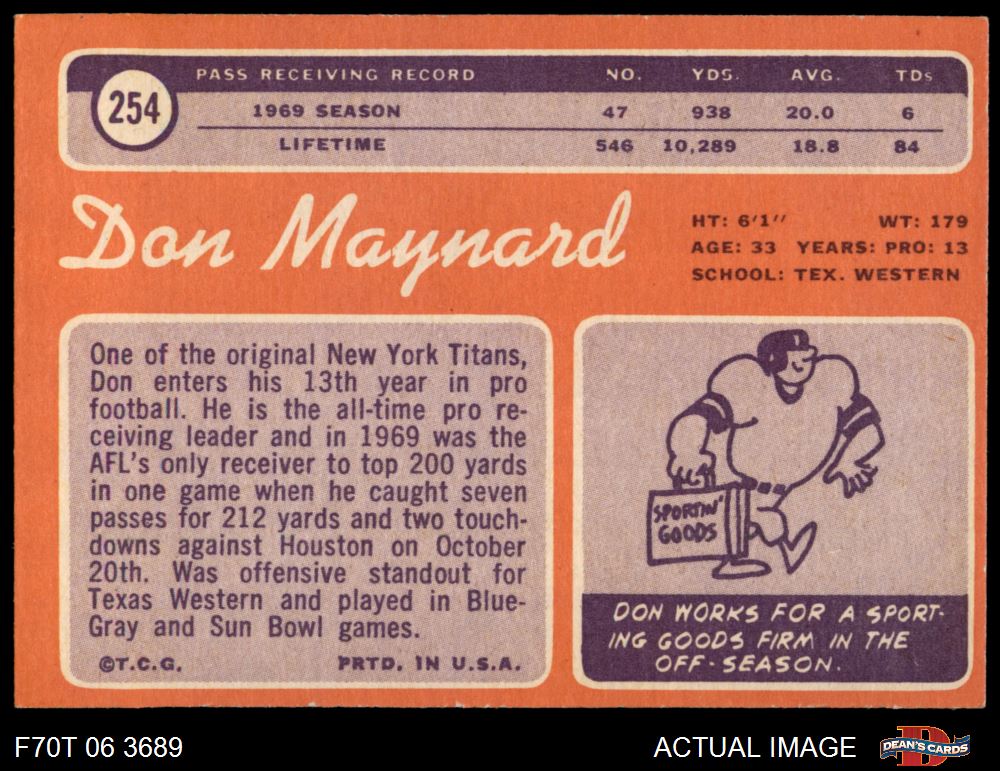 PASS RECEIVING RECORD NO. YDS. AVG. TDs
254
1969 SEASON 47 938 20.0 6
LIFETIME 546 10,289 18.8 84
Don Maynard
HT: 6'1" WT: 179
AGE: 33 YEARS: PRO: 13
SCHOOL: TEX. WESTERN
One of the original New York Titans,
Don enters his 13th year in pro
football. He is the all-time pro re-
ceiving leader and in 1969 was the
AFL's only receiver to top 200 yards
in one game when he caught seven
passes for 212 yards and two touch-
downs against Houston on October
20th. Was offensive standout for
Texas Western and played in Blue-
Gray and Sun Bowl games.
©T.C.G. PRTD. IN U.S.A.
SPORTIN'
GOODS
DON WORKS FOR A SPORT-
ING GOODS FIRM IN THE
OFF-SEASON.
F70T 06 3689
ACTUAL IMAGE
D
DEAN'S CARDS